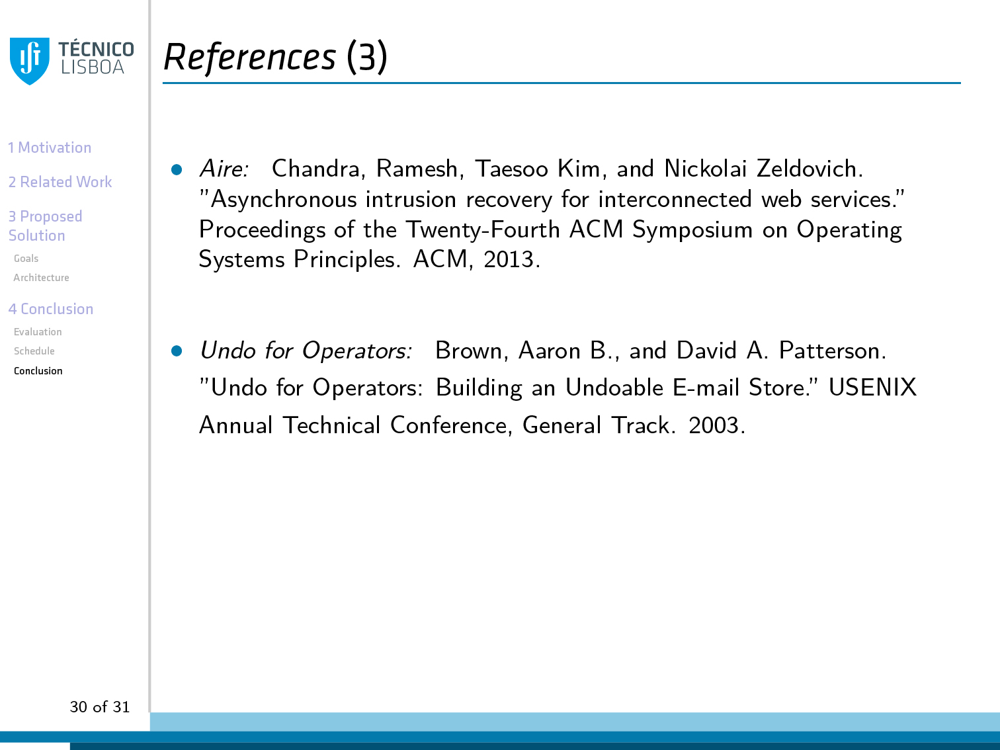 TÉCNICO
LISBOA
References (3)
1 Motivation
2 Related Work
3 Proposed
Solution
Goals
Architecture
4 Conclusion
Evaluation
Schedule
Conclusion
• Aire: Chandra, Ramesh, Taesoo Kim, and Nickolai Zeldovich.
”Asynchronous intrusion recovery for interconnected web services.”
Proceedings of the Twenty-Fourth ACM Symposium on Operating
Systems Principles. ACM, 2013.
• Undo for Operators: Brown, Aaron B., and David A. Patterson.
”Undo for Operators: Building an Undoable E-mail Store.” USENIX
Annual Technical Conference, General Track. 2003.
30 of 31